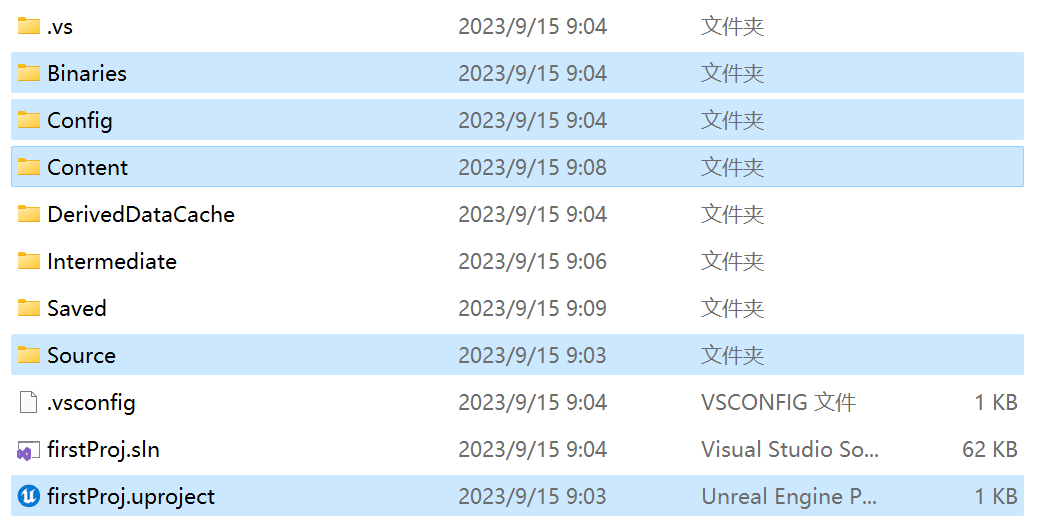 .vs 2023/9/15 9:04 文件夹
Binaries 2023/9/15 9:04 文件夹
Config 2023/9/15 9:04 文件夹
Content 2023/9/15 9:08 文件夹
DerivedDataCache 2023/9/15 9:04 文件夹
Intermediate 2023/9/15 9:06 文件夹
Saved 2023/9/15 9:09 文件夹
Source 2023/9/15 9:03 文件夹
.vsconfig 2023/9/15 9:04 VSCONFIG 文件 1 KB
firstProj.sln 2023/9/15 9:04 Visual Studio So... 62 KB
firstProj.uproject 2023/9/15 9:03 Unreal Engine P... 1 KB